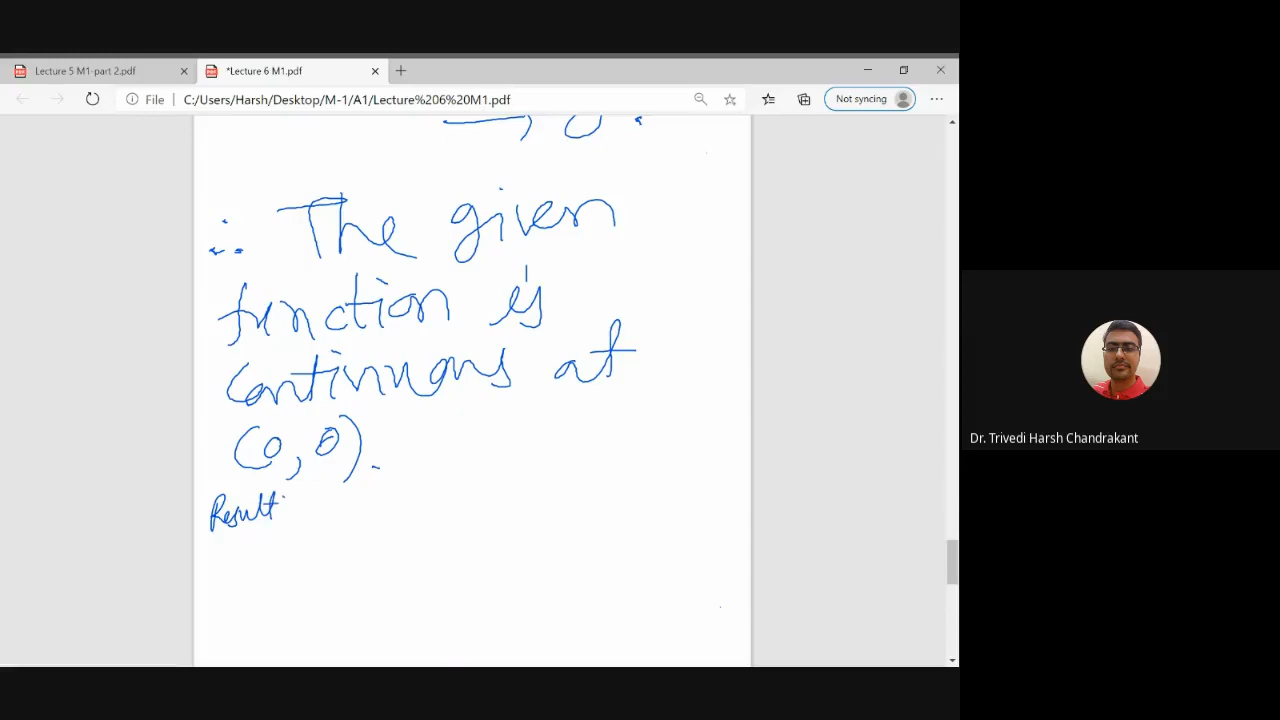 Lecture 5 M1-part 2.pdf
*Lecture 6 M1.pdf
File
C:/Users/Harsh/Desktop/M-1/A1/Lecture%206%20M1.pdf
Not syncing
∴ The given
function is
continuous at
(0, 0).
Result
Dr. Trivedi Harsh Chandrakant